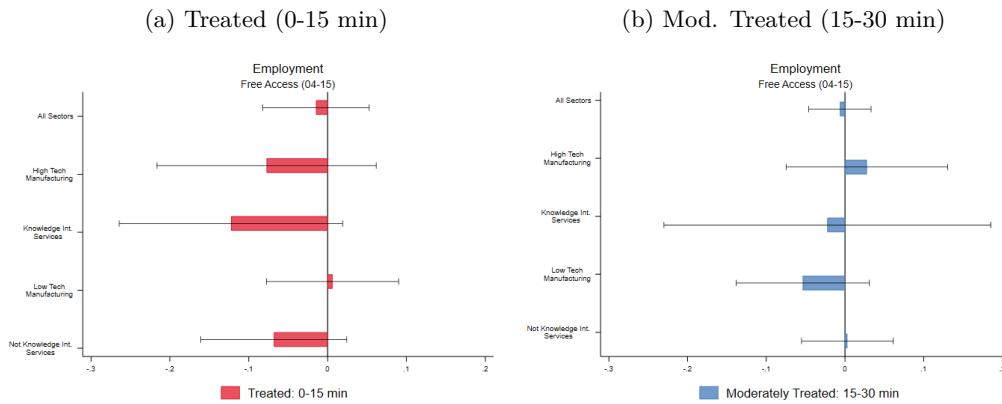 (a) Treated (0-15 min)
Employment
Free Access (04-15)
All Sectors
High Tech
Manufacturing
Knowledge Int.
Services
Low Tech
Manufacturing
Not Knowledge Int.
Services
-.3 -.2 -.1 0 .1 .2
Treated: 0-15 min
(b) Mod. Treated (15-30 min)
Employment
Free Access (04-15)
All Sectors
High Tech
Manufacturing
Knowledge Int.
Services
Low Tech
Manufacturing
Not Knowledge Int.
Services
-.3 -.2 -.1 0 .1 .2
Moderately Treated: 15-30 min